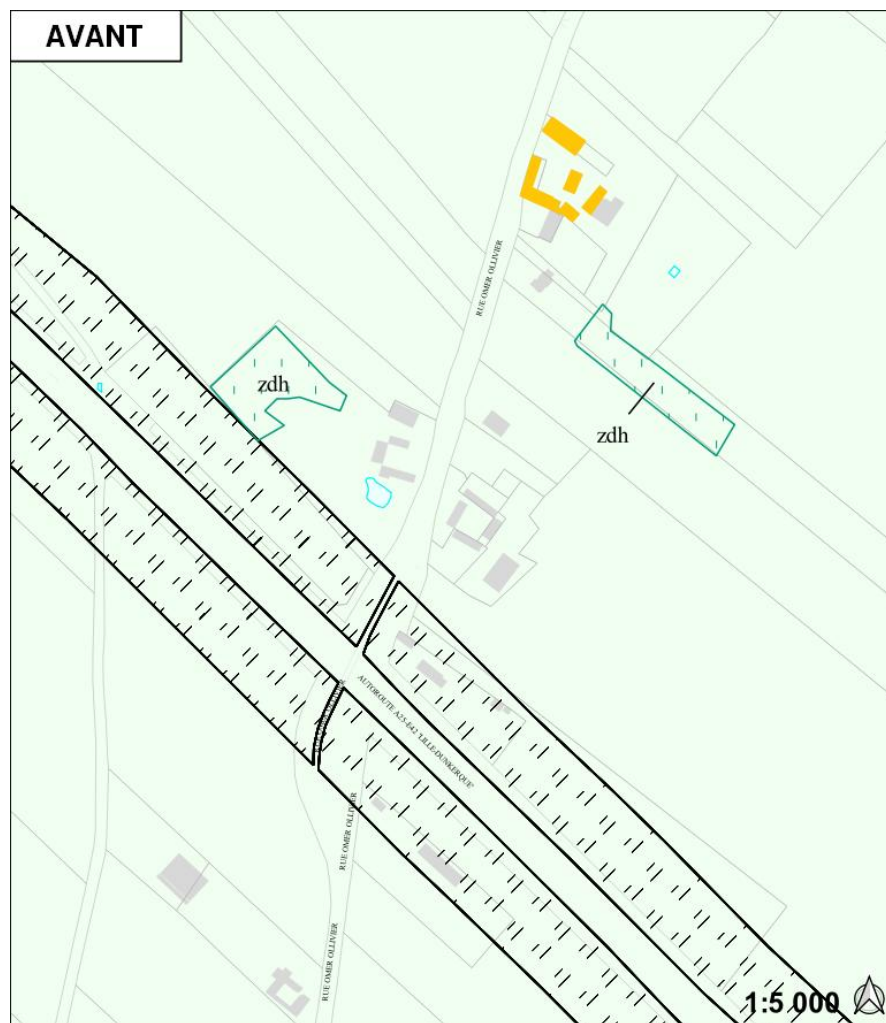 AVANT
RUE OMER OLLIVIER
zdh
zdh
AUTOROUTE A25-E42 "LILLE-DUNKERQUE"
RUE OMER OLLIVIER
RUE OMER OLLIVIER
1:5 000